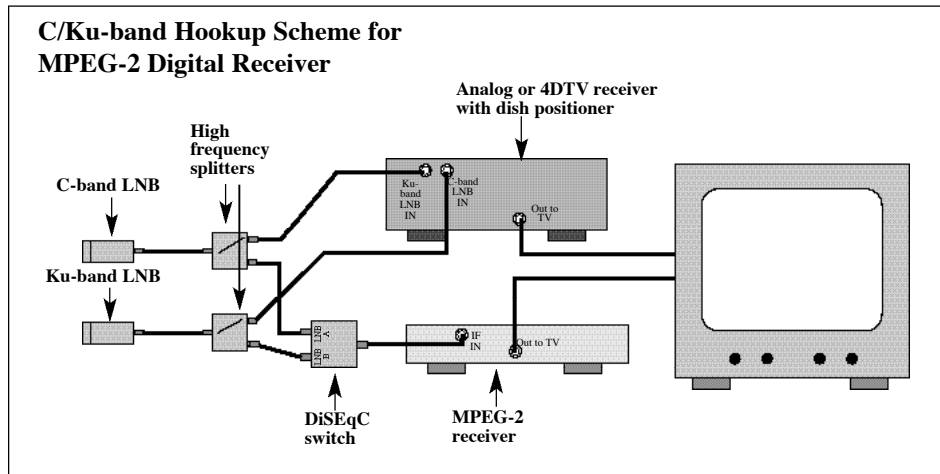 C/Ku-band Hookup Scheme for
MPEG-2 Digital Receiver
Analog or 4DTV receiver
with dish positioner
High
frequency
splitters
C-band LNB
Ku-
band
LNB
IN
C-band
LNB
IN
Out to
TV
Ku-band LNB
LNB A
LNB B
IF
IN
Out to TV
DiSEqC
switch
MPEG-2
receiver